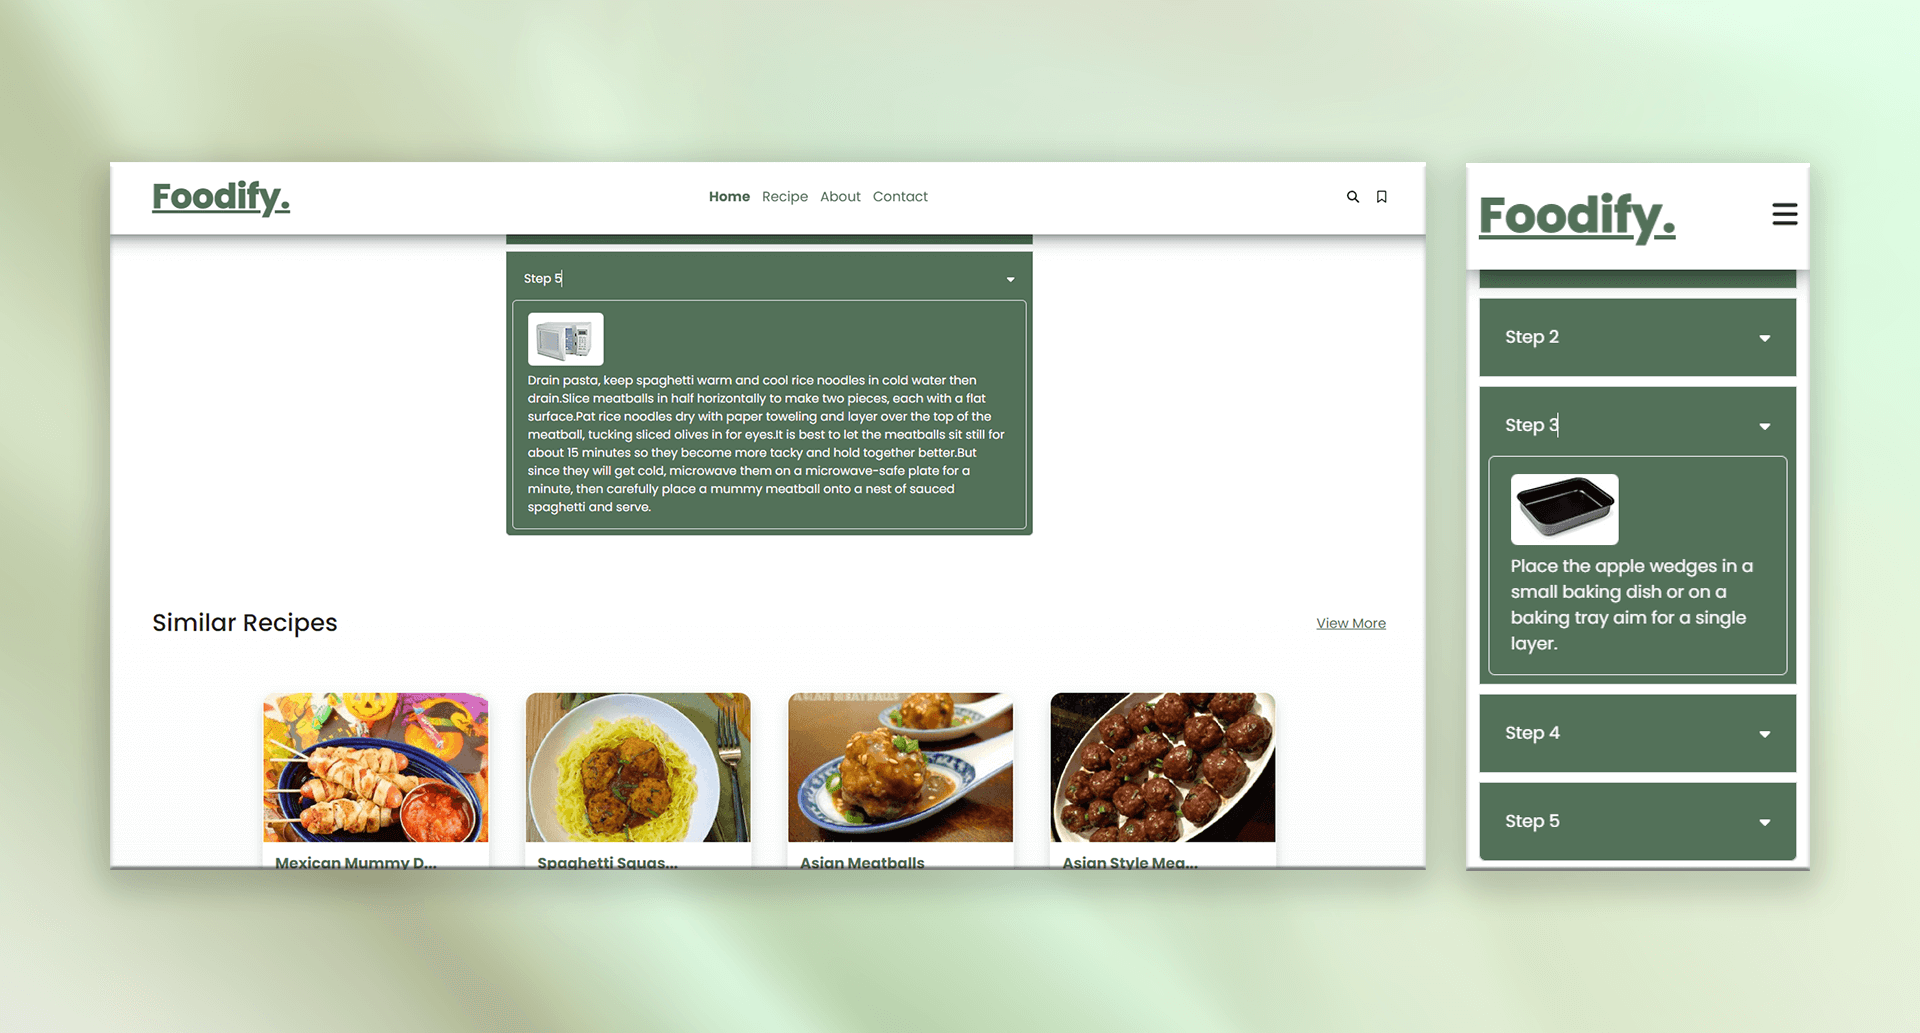 Foodify.
Home Recipe About Contact
Step 5
Drain pasta, keep spaghetti warm and cool rice noodles in cold water then
drain.Slice meatballs in half horizontally to make two pieces, each with a flat
surface.Pat rice noodles dry with paper toweling and layer over the top of the
meatball, tucking sliced olives in for eyes.It is best to let the meatballs sit still for
about 15 minutes so they become more tacky and hold together better.But
since they will get cold, microwave them on a microwave-safe plate for a
minute, then carefully place a mummy meatball onto a nest of sauced
spaghetti and serve.
Similar Recipes
View More
ASIAN MEATBALLS
Mexican Mummy D...
Spaghetti Squas...
Asian Meatballs
Asian Style Mea...
Foodify.
Step 2
Step 3
Place the apple wedges in a
small baking dish or on a
baking tray aim for a single
layer.
Step 4
Step 5